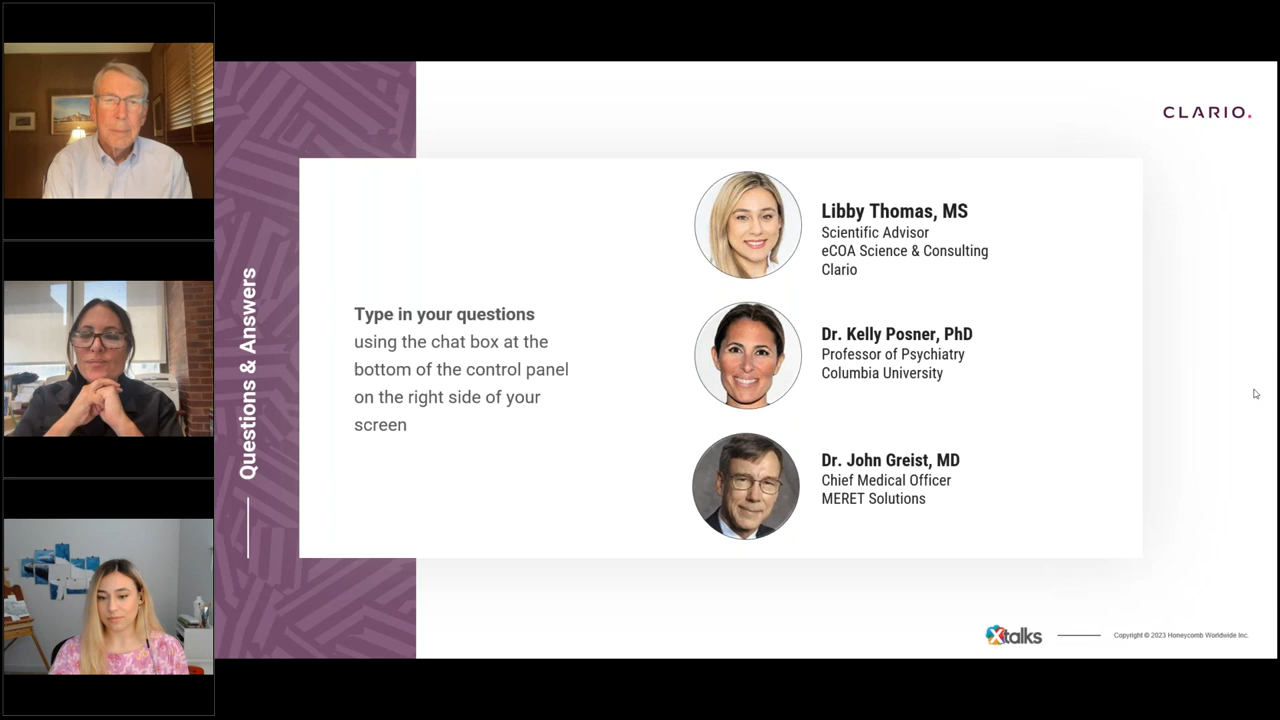 CLARIO.
Questions & Answers
Type in your questions
using the chat box at the
bottom of the control panel
on the right side of your
screen
Libby Thomas, MS
Scientific Advisor
eCOA Science & Consulting
Clario
Dr. Kelly Posner, PhD
Professor of Psychiatry
Columbia University
Dr. John Greist, MD
Chief Medical Officer
MERET Solutions
Xtalks
Copyright © 2023 Honeycomb Worldwide Inc.